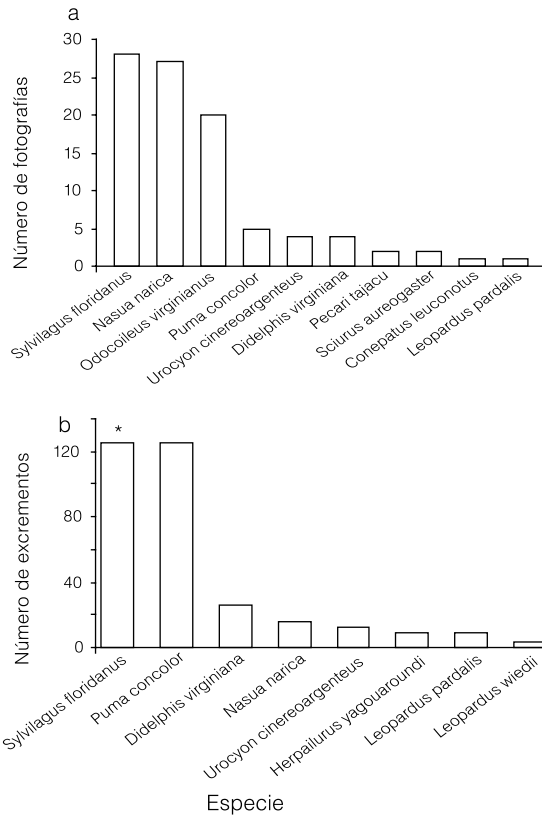 a
Número de fotografías
30
25
20
15
10
5
0
Sylvilagus floridanus
Nasua narica
Odocoileus virginianus
Puma concolor
Urocyon cinereoargenteus
Didelphis virginiana
Pecari tajacu
Sciurus aureogaster
Conepatus leuconotus
Leopardus pardalis
b
*
Número de excrementos
120
80
40
0
Sylvilagus floridanus
Puma concolor
Didelphis virginiana
Nasua narica
Urocyon cinereoargenteus
Herpailurus yagouaroundi
Leopardus pardalis
Leopardus wiedii
Especie